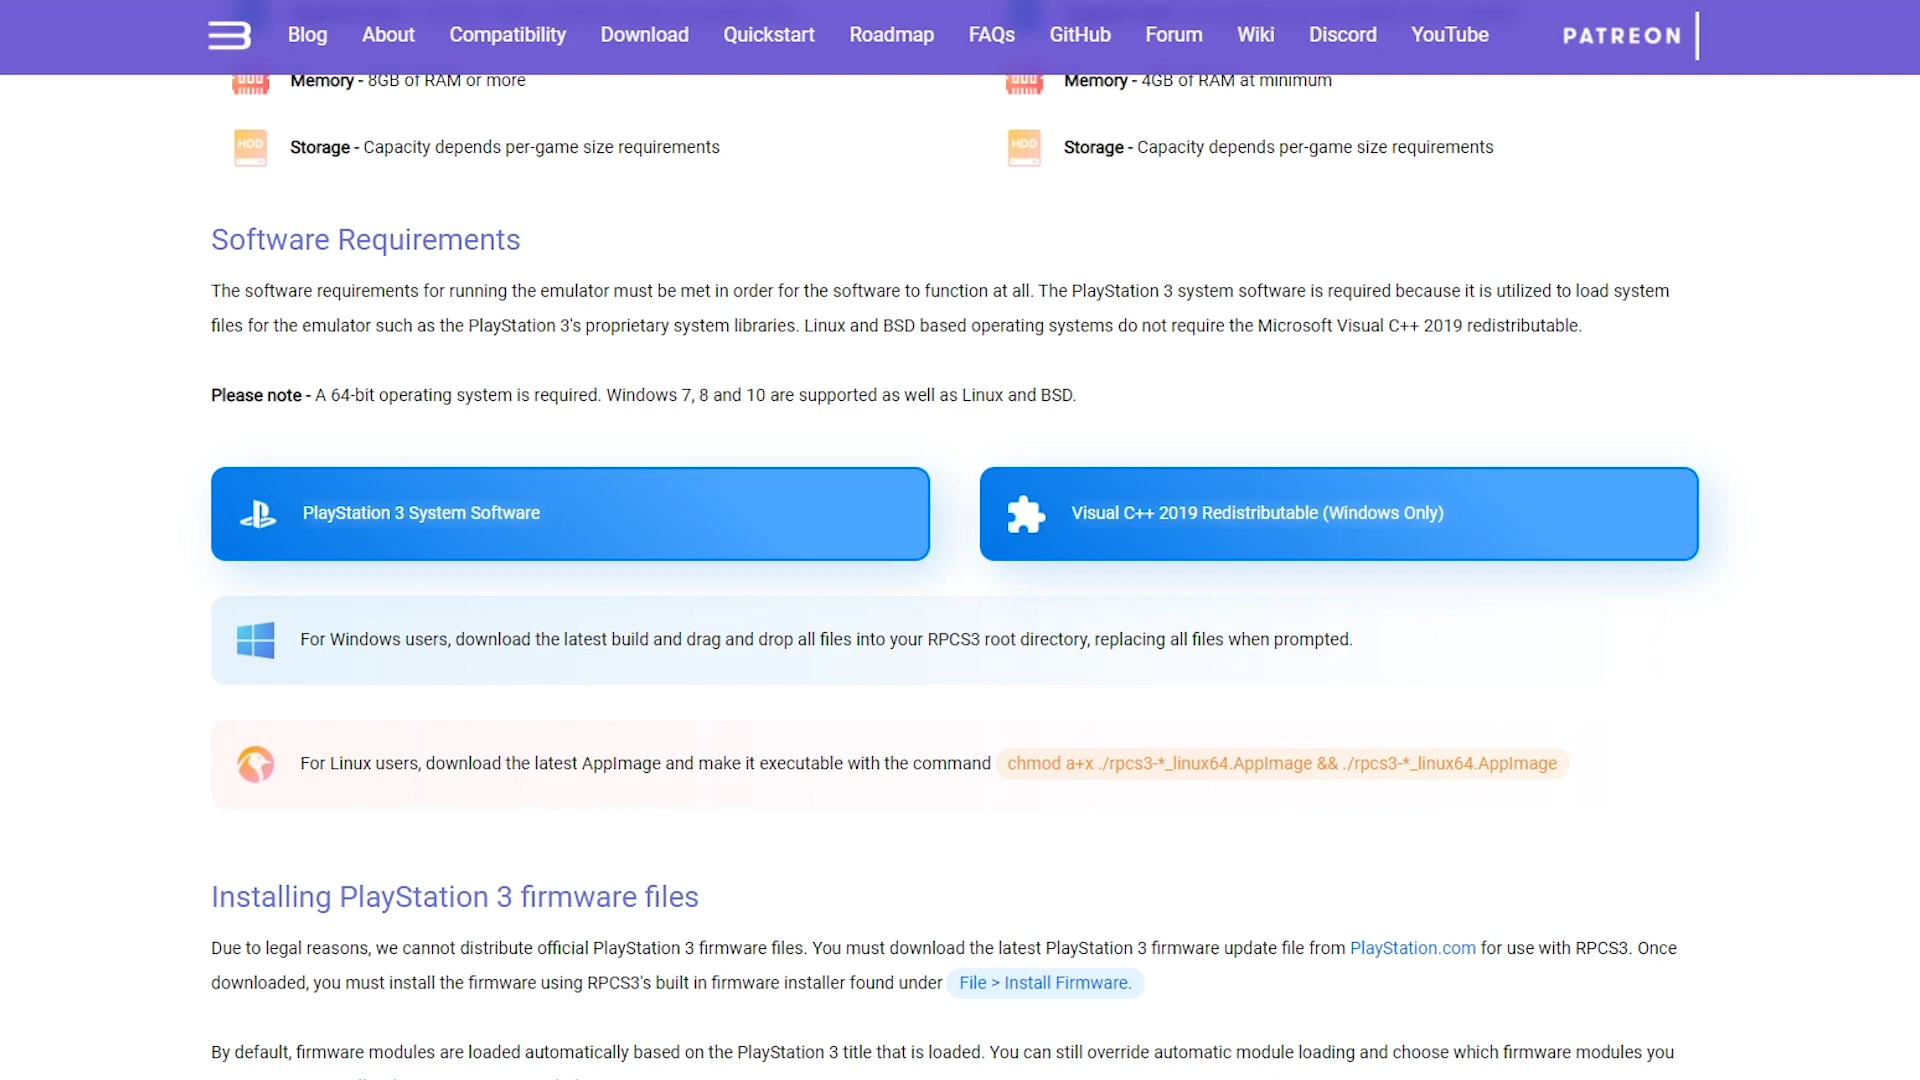 Blog About Compatibility Download Quickstart Roadmap FAQs GitHub Forum Wiki Discord YouTube PATREON
Memory - 8GB of RAM or more
Memory - 4GB of RAM at minimum
HDD Storage - Capacity depends per-game size requirements
HDD Storage - Capacity depends per-game size requirements
Software Requirements
The software requirements for running the emulator must be met in order for the software to function at all. The PlayStation 3 system software is required because it is utilized to load system
files for the emulator such as the PlayStation 3's proprietary system libraries. Linux and BSD based operating systems do not require the Microsoft Visual C++ 2019 redistributable.
Please note - A 64-bit operating system is required. Windows 7, 8 and 10 are supported as well as Linux and BSD.
PlayStation 3 System Software
Visual C++ 2019 Redistributable (Windows Only)
For Windows users, download the latest build and drag and drop all files into your RPCS3 root directory, replacing all files when prompted.
For Linux users, download the latest AppImage and make it executable with the command chmod a+x ./rpcs3-*_linux64.AppImage && ./rpcs3-*_linux64.AppImage
Installing PlayStation 3 firmware files
Due to legal reasons, we cannot distribute official PlayStation 3 firmware files. You must download the latest PlayStation 3 firmware update file from PlayStation.com for use with RPCS3. Once
downloaded, you must install the firmware using RPCS3's built in firmware installer found under File > Install Firmware.
By default, firmware modules are loaded automatically based on the PlayStation 3 title that is loaded. You can still override automatic module loading and choose which firmware modules you